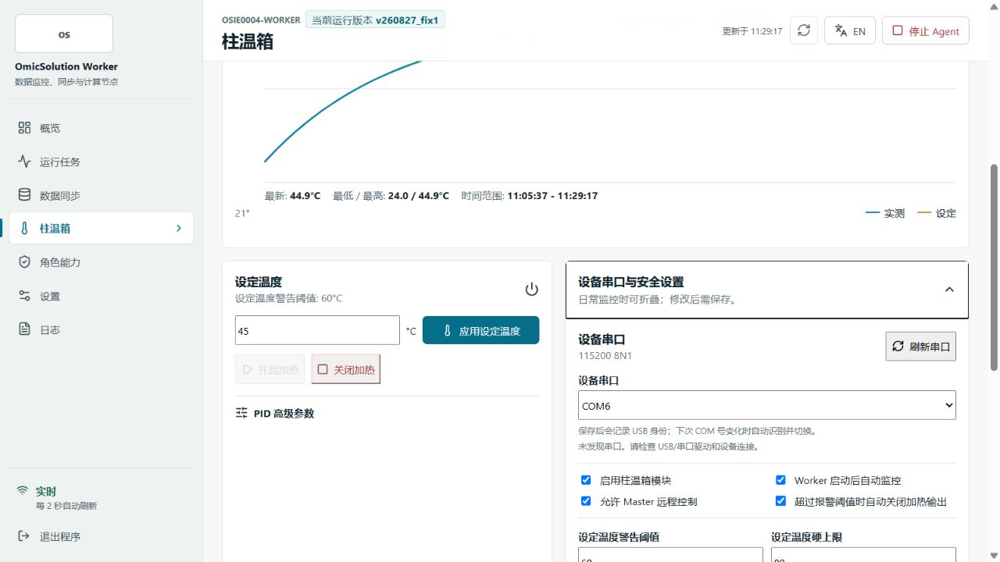 OS
OmicSolution Worker
数据监控、同步与计算节点
概览
运行任务
数据同步
柱温箱
角色能力
设置
日志
实时
每 2 秒自动刷新
退出程序
OSIE0004-WORKER 当前运行版本 v260827_fix1
柱温箱
更新于 11:29:17
EN
停止 Agent
最新: 44.9°C 最低 / 最高: 24.0 / 44.9°C 时间范围: 11:05:37 - 11:29:17
21°
实测 设定
设定温度
设定温度警告阈值: 60°C
45 °C 应用设定温度
开启加热 关闭加热
PID 高级参数
设备串口与安全设置
日常监控时可折叠；修改后需保存。
设备串口
115200 8N1
刷新串口
设备串口
COM6
保存后会记录 USB 身份；下次 COM 号变化时自动识别并切换。
未发现串口。请检查 USB/串口驱动和设备连接。
启用柱温箱模块 Worker 启动后自动监控
允许 Master 远程控制 超过报警阈值时自动关闭加热输出
设定温度警告阈值 设定温度硬上限